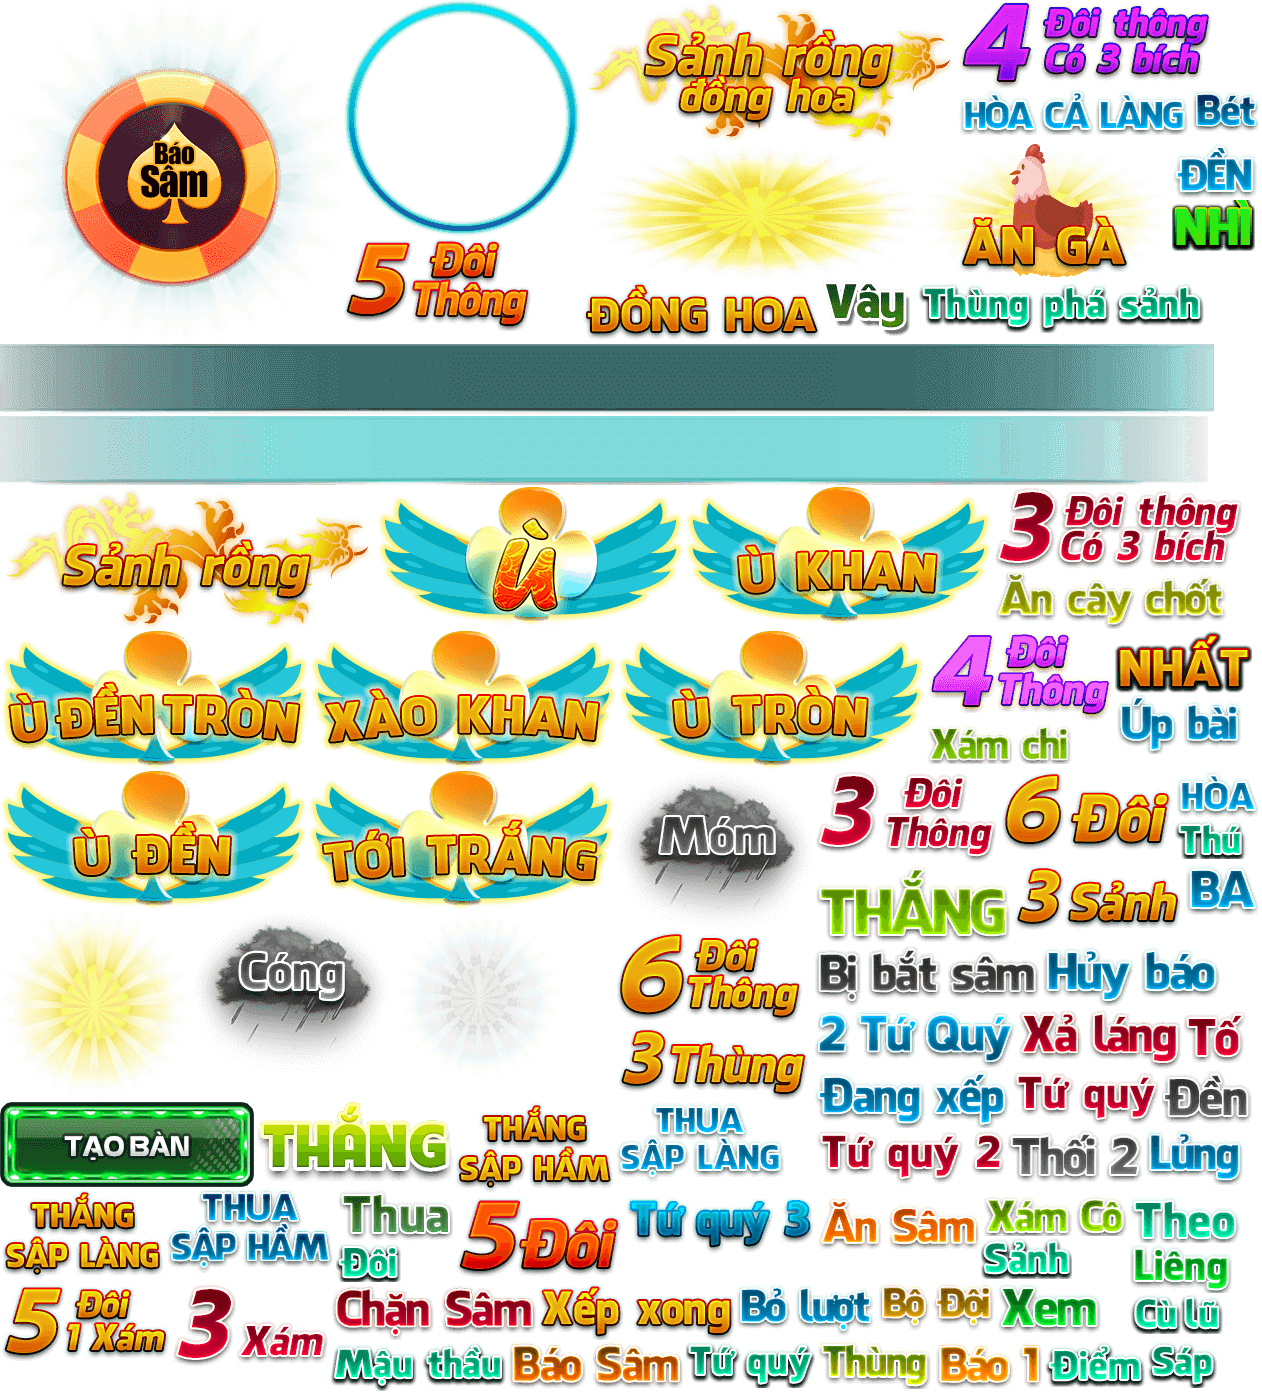 Báo
Sâm
Sảnh rồng
đồng hoa
4 Đôi thông
Có 3 bích
HÒA CẢ LÀNG
Bét
ĐỀN
NHÌ
ĂN GÀ
5 Đôi
Thông
ĐỒNG HOA
Vây
Thùng phá sảnh
Sảnh rồng
Ù
Ù KHAN
3 Đôi thông
Có 3 bích
Ăn cây chốt
Ù ĐỀN TRÒN
XÀO KHAN
Ù TRÒN
4 Đôi
Thông
NHẤT
Úp bài
Xám chi
Ù ĐỀN
TỚI TRẮNG
Móm
3 Đôi
Thông
6 Đôi
HÒA
Thú
THẮNG
3 Sảnh
BA
Cóng
6 Đôi
Thông
Bị bắt sâm
Hủy báo
2 Tứ Quý
Xả láng
Tố
3 Thùng
Đang xếp
Tứ quý
Đền
TẠO BÀN
THẮNG
THẮNG
SẬP HẦM
THUA
SẬP LÀNG
Tứ quý 2
Thối 2
Lủng
THẮNG
SẬP LÀNG
THUA
SẬP HẦM
Thua
Đôi
5 Đôi
Tứ quý 3
Ăn Sâm
Xám Cô
Sảnh
Theo
Liêng
5 Đôi
1 Xám
3 Xám
Chặn Sâm
Xếp xong
Bỏ lượt
Bộ Đội
Xem
Cù lũ
Mậu thầu
Báo Sâm
Tứ quý
Thùng
Báo 1
Điểm
Sáp